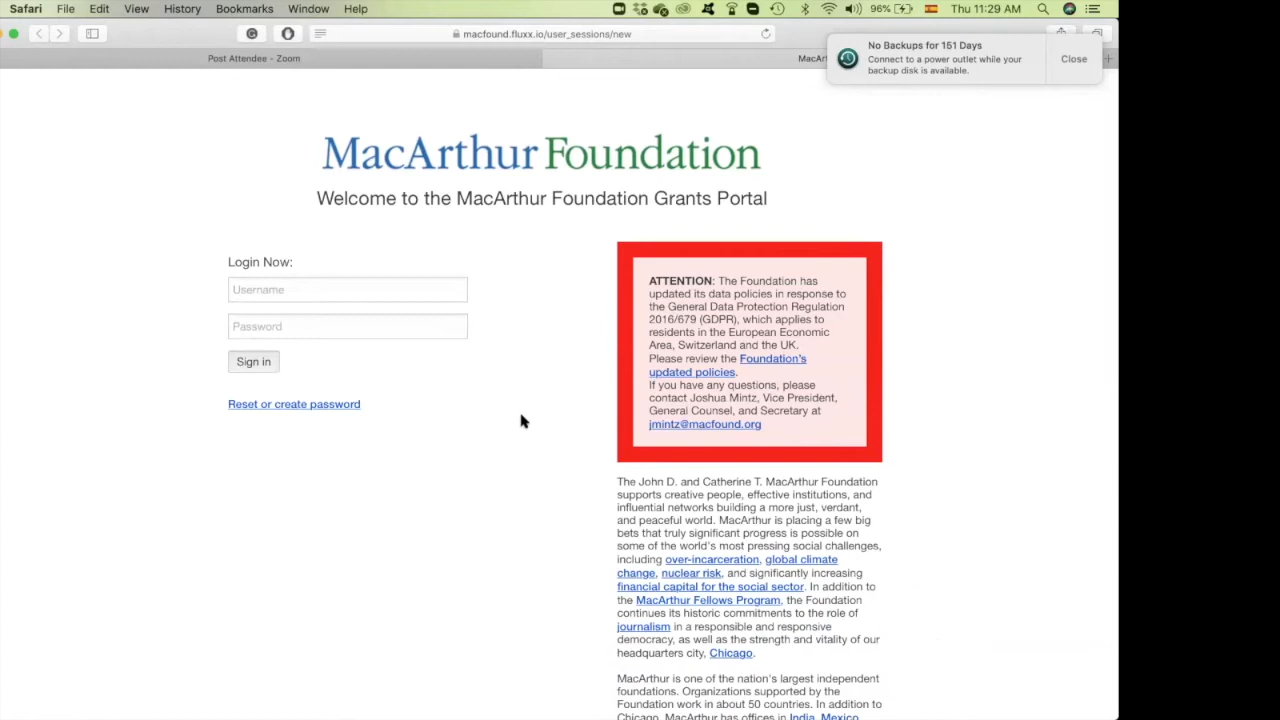 Safari File Edit View History Bookmarks Window Help 96% Thu 11:29 AM
macfound.fluxx.io/user_sessions/new
Post Attendee - Zoom
MacArt
No Backups for 151 Days
Connect to a power outlet while your
backup disk is available.
Close
MacArthur Foundation
Welcome to the MacArthur Foundation Grants Portal
Login Now:
Username
Password
Sign in
Reset or create password
ATTENTION: The Foundation has
updated its data policies in response to
the General Data Protection Regulation
2016/679 (GDPR), which applies to
residents in the European Economic
Area, Switzerland and the UK.
Please review the Foundation's
updated policies.
If you have any questions, please
contact Joshua Mintz, Vice President,
General Counsel, and Secretary at
jmintz@macfound.org
The John D. and Catherine T. MacArthur Foundation
supports creative people, effective institutions, and
influential networks building a more just, verdant,
and peaceful world. MacArthur is placing a few big
bets that truly significant progress is possible on
some of the world's most pressing social challenges,
including over-incarceration, global climate
change, nuclear risk, and significantly increasing
financial capital for the social sector. In addition to
the MacArthur Fellows Program, the Foundation
continues its historic commitments to the role of
journalism in a responsible and responsive
democracy, as well as the strength and vitality of our
headquarters city, Chicago.
MacArthur is one of the nation's largest independent
foundations. Organizations supported by the
Foundation work in about 50 countries. In addition to
Chicago, MacArthur has offices in India, Mexico,